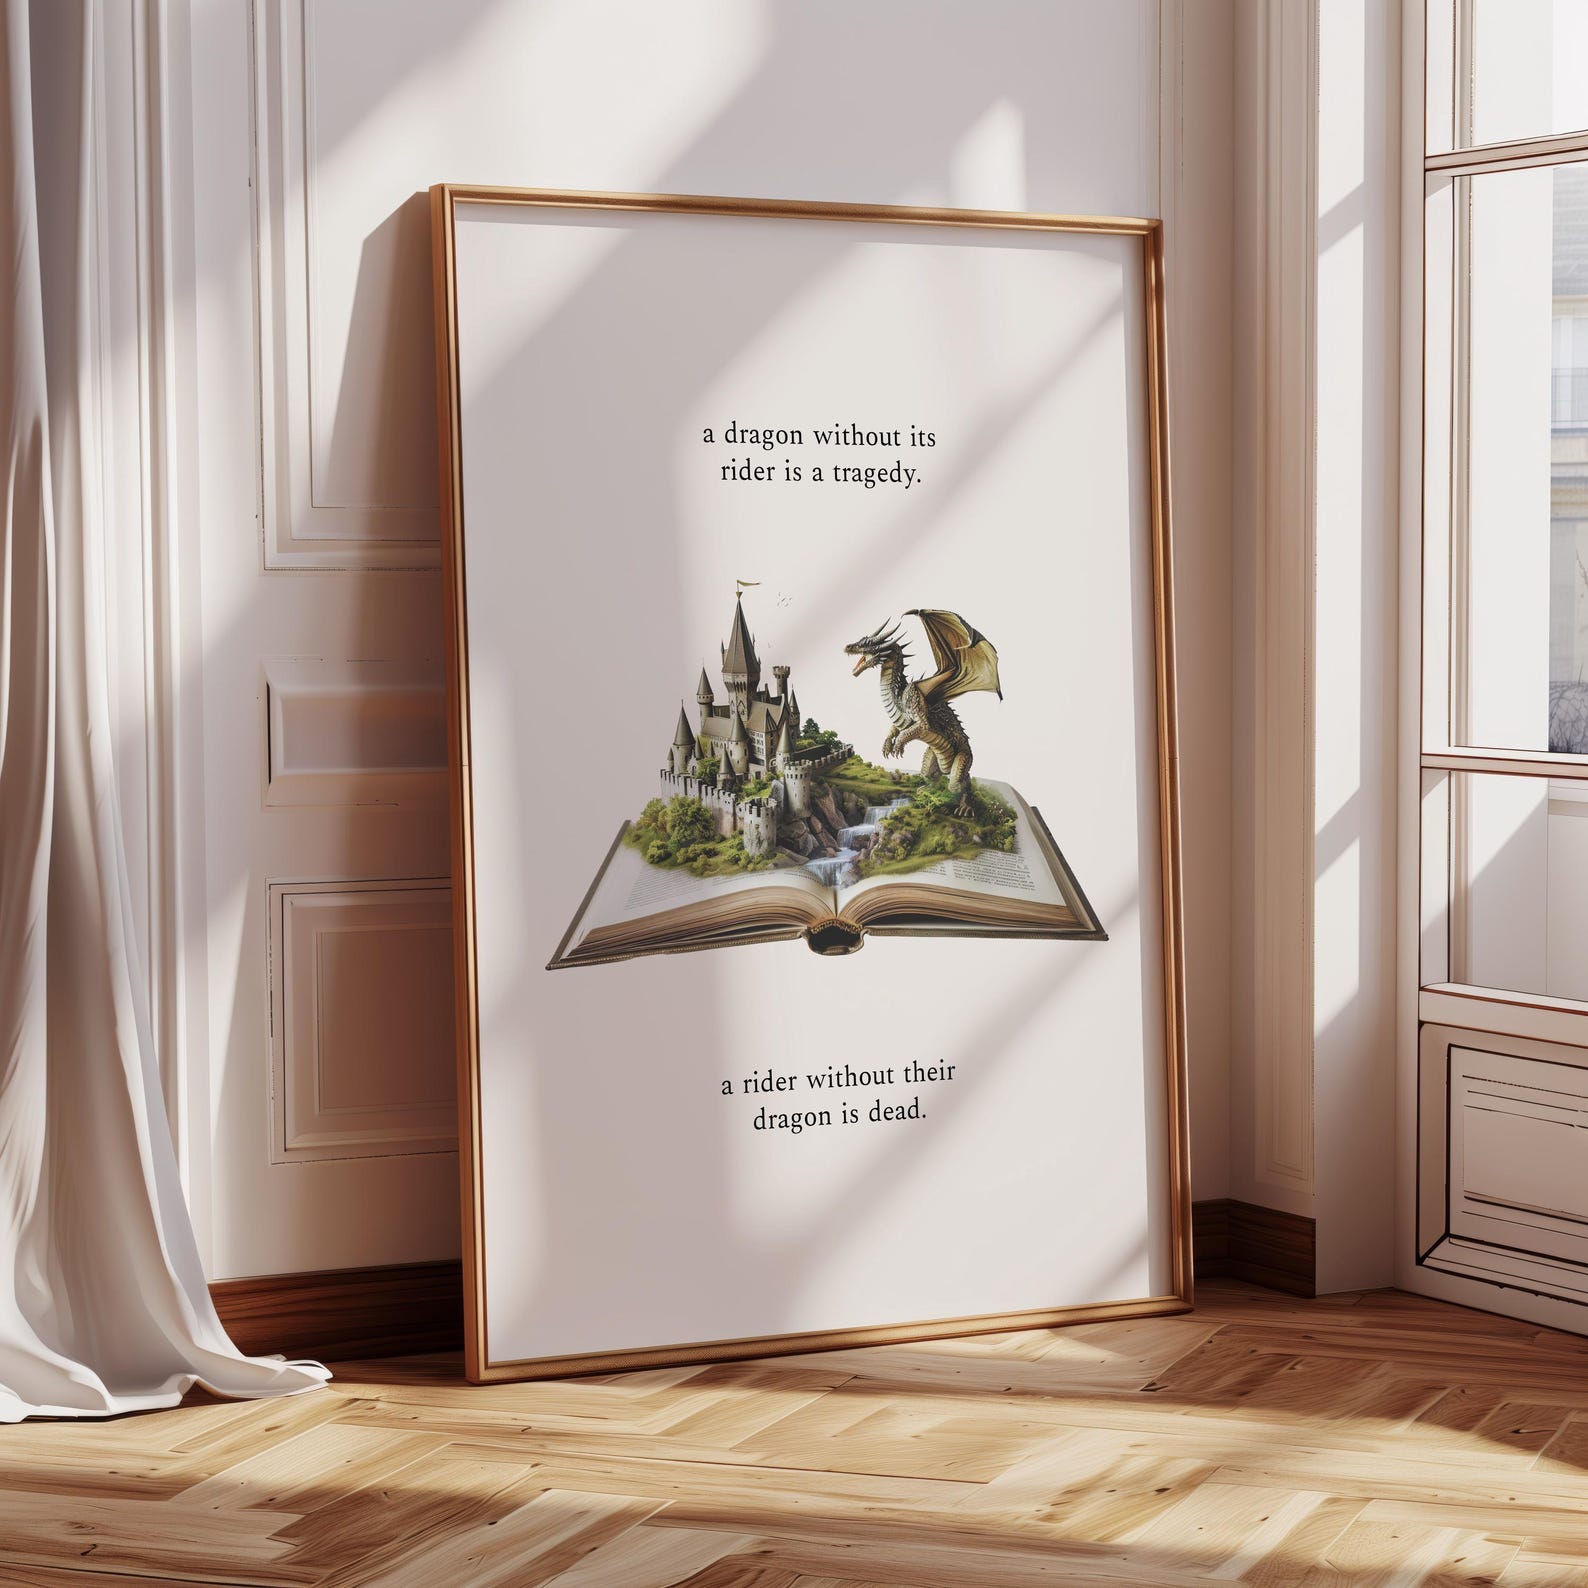 a dragon without its
rider is a tragedy.
a rider without their
dragon is dead.